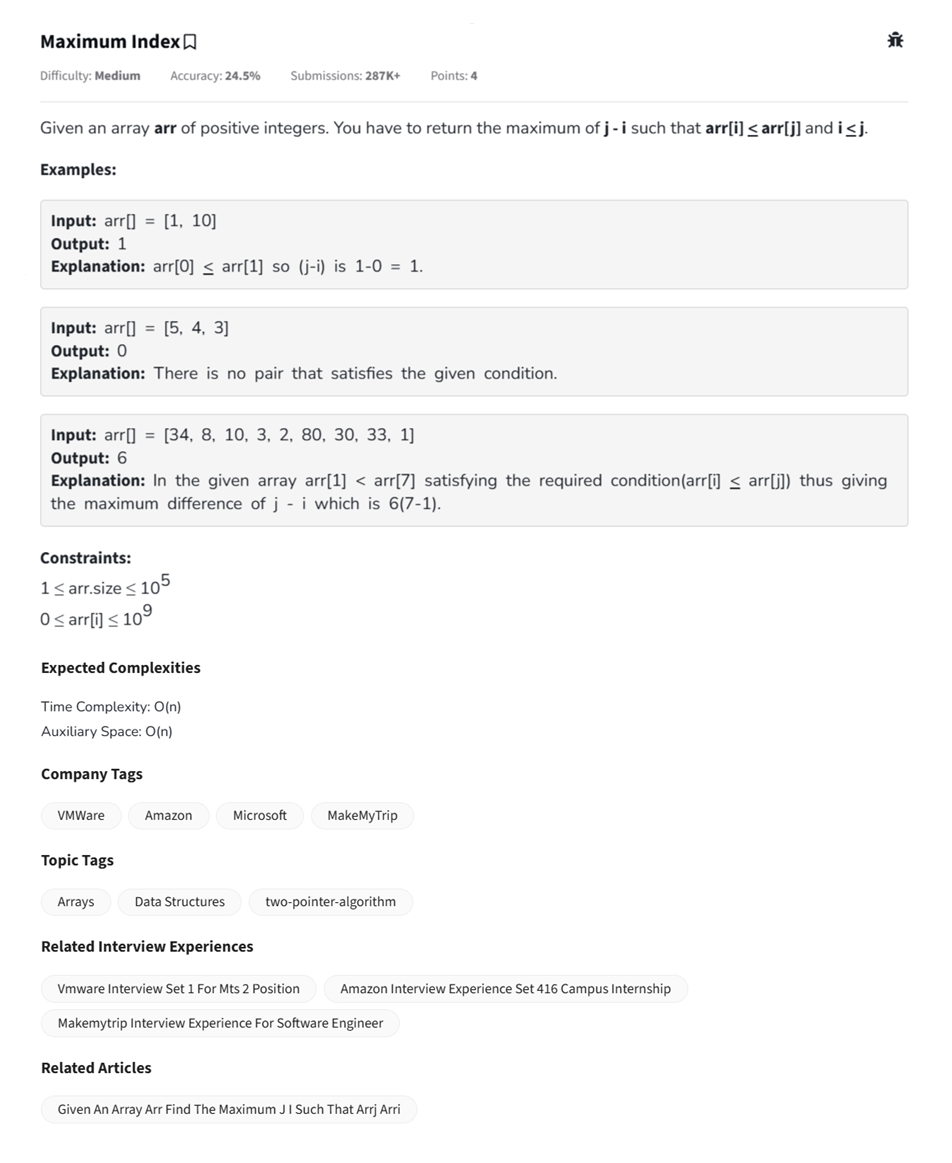 Maximum Index
Difficulty: Medium Accuracy: 24.5% Submissions: 287K+ Points: 4
Given an array arr of positive integers. You have to return the maximum of j - i such that arr[i] ≤ arr[j] and i ≤ j.
Examples:
Input: arr[] = [1, 10]
Output: 1
Explanation: arr[0] ≤ arr[1] so (j-i) is 1-0 = 1.
Input: arr[] = [5, 4, 3]
Output: 0
Explanation: There is no pair that satisfies the given condition.
Input: arr[] = [34, 8, 10, 3, 2, 80, 30, 33, 1]
Output: 6
Explanation: In the given array arr[1] < arr[7] satisfying the required condition(arr[i] ≤ arr[j]) thus giving
the maximum difference of j - i which is 6(7-1).
Constraints:
1 ≤ arr.size ≤ 10^5
0 ≤ arr[i] ≤ 10^9
Expected Complexities
Time Complexity: O(n)
Auxiliary Space: O(n)
Company Tags
VMWare Amazon Microsoft MakeMyTrip
Topic Tags
Arrays Data Structures two-pointer-algorithm
Related Interview Experiences
Vmware Interview Set 1 For Mts 2 Position Amazon Interview Experience Set 416 Campus Internship
Makemytrip Interview Experience For Software Engineer
Related Articles
Given An Array Arr Find The Maximum J I Such That Arrj Arri